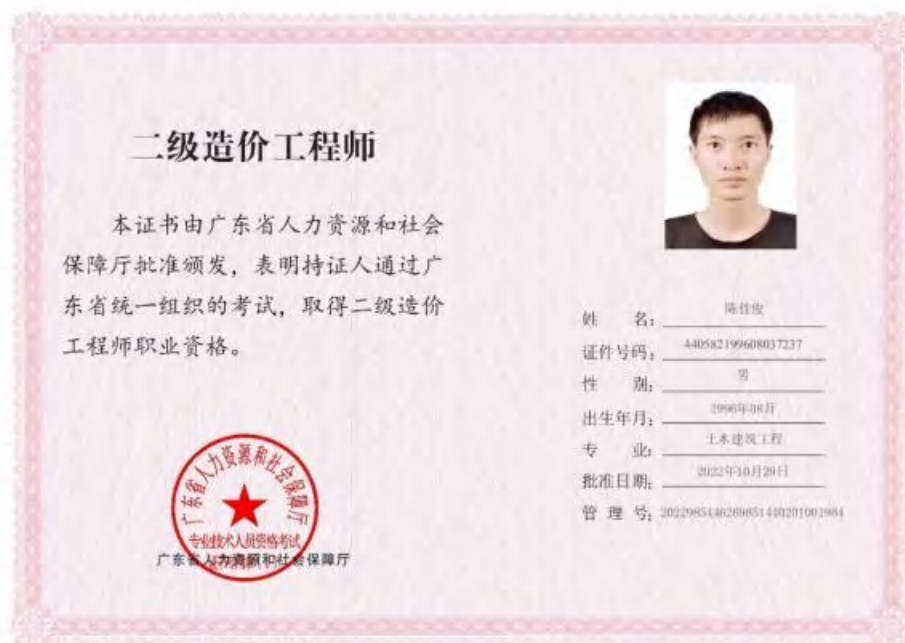 二级造价工程师
本证书由广东省人力资源和社会
保障厅批准颁发，表明持证人通过广
东省统一组织的考试，取得二级造价
工程师职业资格。
广东省人力资源和社会保障厅
专业技术人员资格考试
广东省人力资源和社会保障厅
姓 名：陈佳俊
证件号码：440582199608037237
性 别：男
出生年月：1996年08月
专 业：土木建筑工程
批准日期：2022年10月29日
管 理 号：